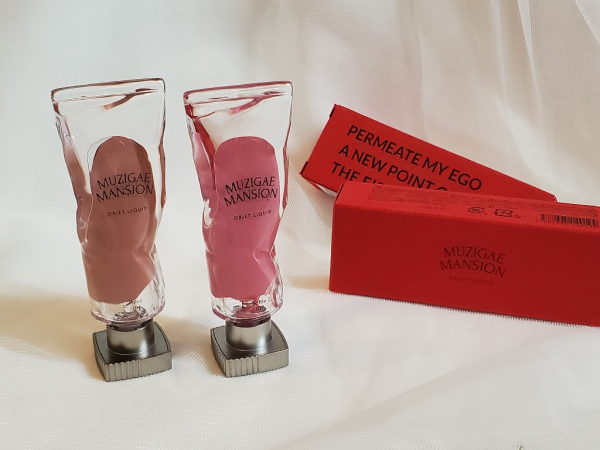 MUZIGAE
MANSION
OBJET LIQUID
MUZIGAE
MANSION
OBJET LIQUID
PERMEATE MY EGO
A NEW POINT O
MUZIGAE
MANSION
OBJET LIQUID